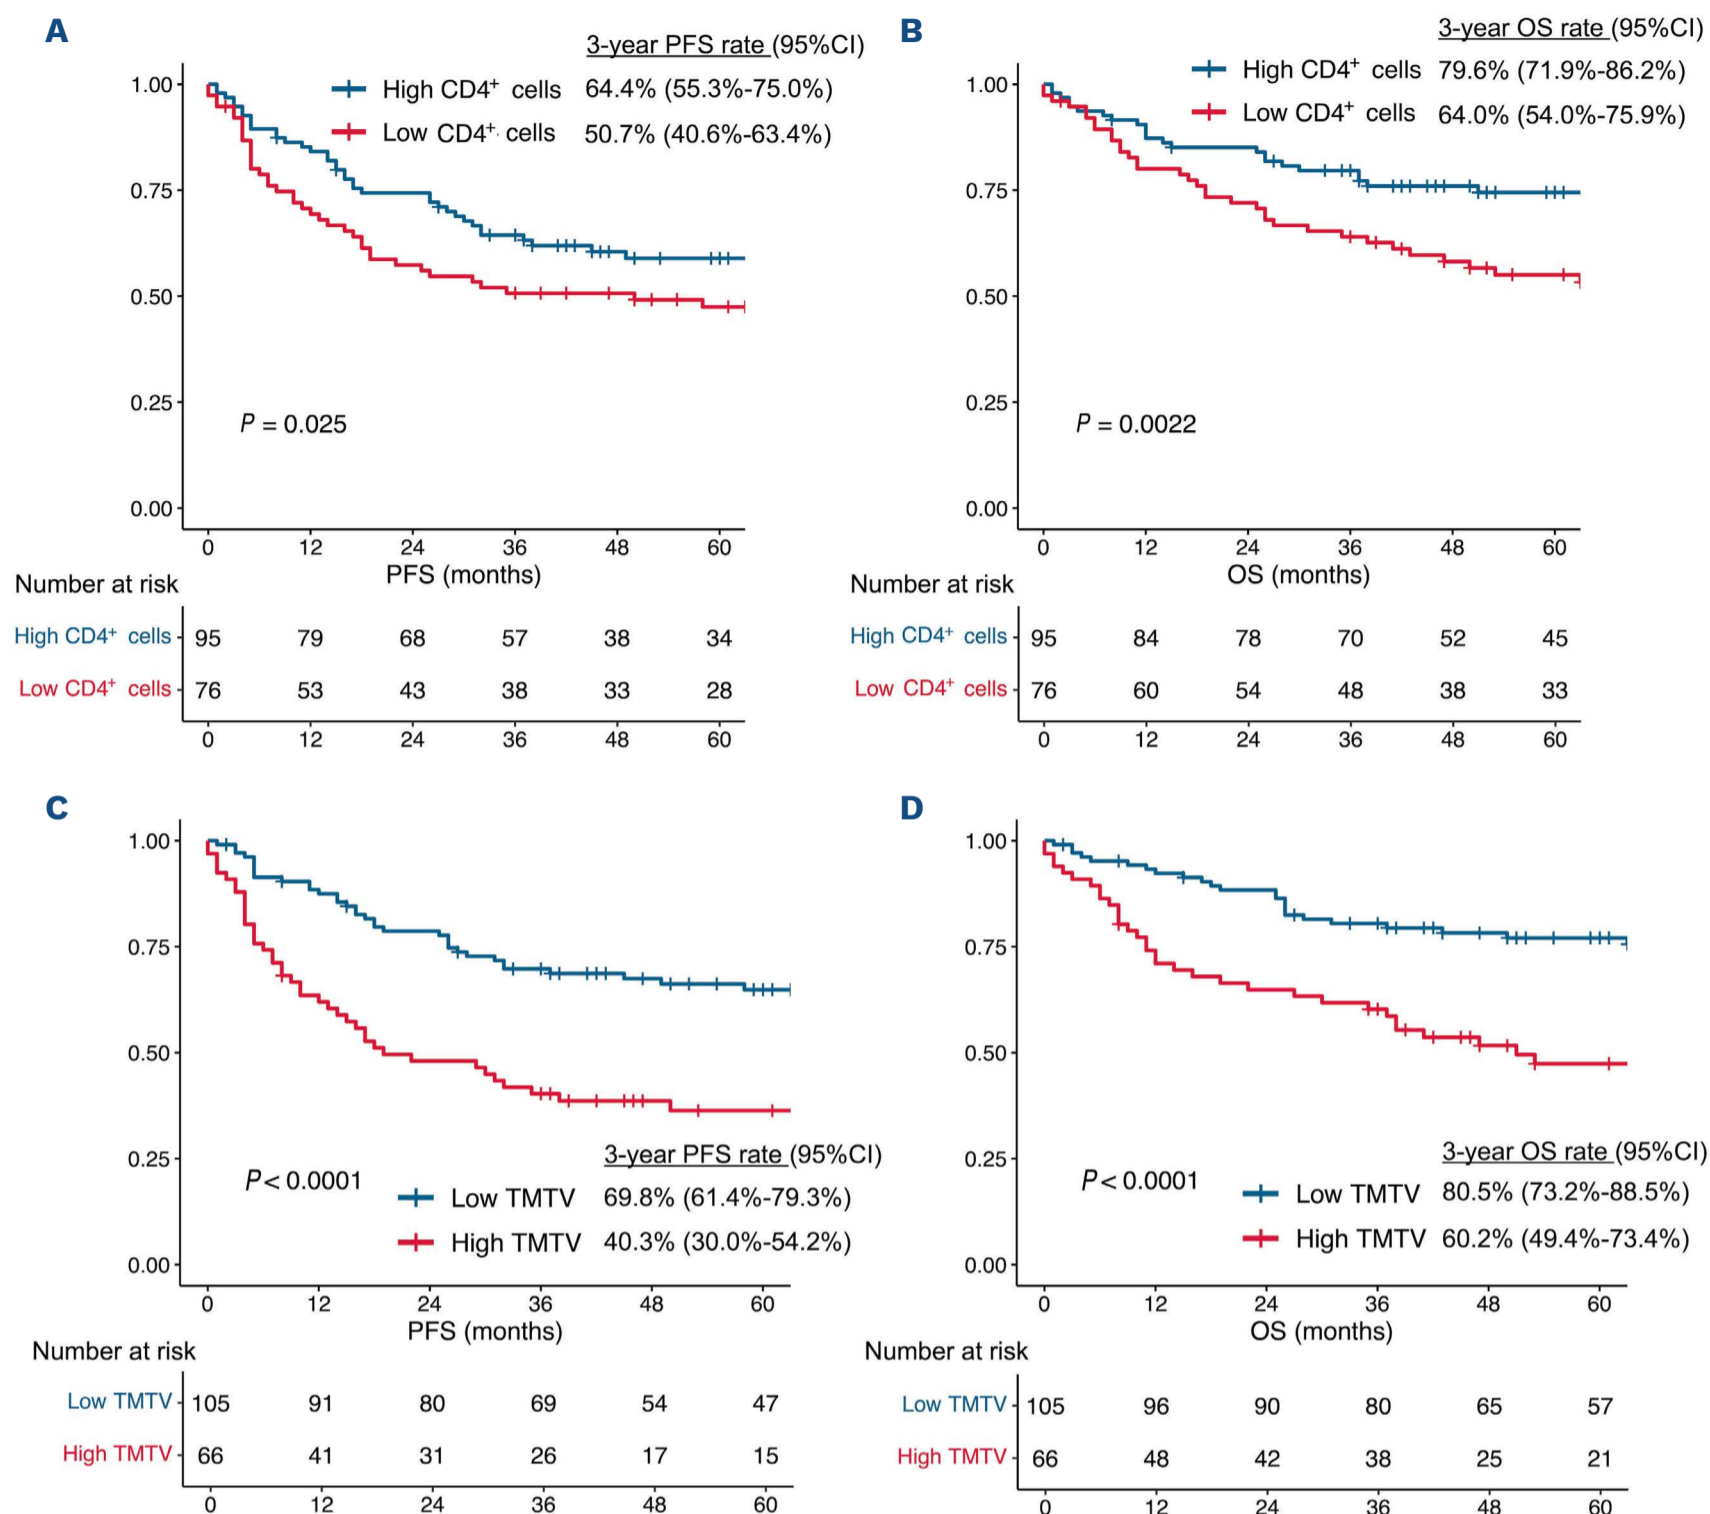 A
3-year PFS rate (95%CI)
1.00
High CD4+ cells 64.4% (55.3%-75.0%)
Low CD4+ cells 50.7% (40.6%-63.4%)
0.75
0.50
0.25
P = 0.025
0.00
0 12 24 36 48 60
PFS (months)
Number at risk
High CD4+ cells 95 79 68 57 38 34
Low CD4+ cells 76 53 43 38 33 28
0 12 24 36 48 60
B
3-year OS rate (95%CI)
1.00
High CD4+ cells 79.6% (71.9%-86.2%)
Low CD4+ cells 64.0% (54.0%-75.9%)
0.75
0.50
0.25
P = 0.0022
0.00
0 12 24 36 48 60
OS (months)
Number at risk
High CD4+ cells 95 84 78 70 52 45
Low CD4+ cells 76 60 54 48 38 33
0 12 24 36 48 60
C
1.00
0.75
0.50
3-year PFS rate (95%CI)
0.25
P < 0.0001
Low TMTV 69.8% (61.4%-79.3%)
High TMTV 40.3% (30.0%-54.2%)
0.00
0 12 24 36 48 60
PFS (months)
Number at risk
Low TMTV 105 91 80 69 54 47
High TMTV 66 41 31 26 17 15
0 12 24 36 48 60
D
1.00
0.75
0.50
3-year OS rate (95%CI)
0.25
P < 0.0001
Low TMTV 80.5% (73.2%-88.5%)
High TMTV 60.2% (49.4%-73.4%)
0.00
0 12 24 36 48 60
OS (months)
Number at risk
Low TMTV 105 96 90 80 65 57
High TMTV 66 48 42 38 25 21
0 12 24 36 48 60